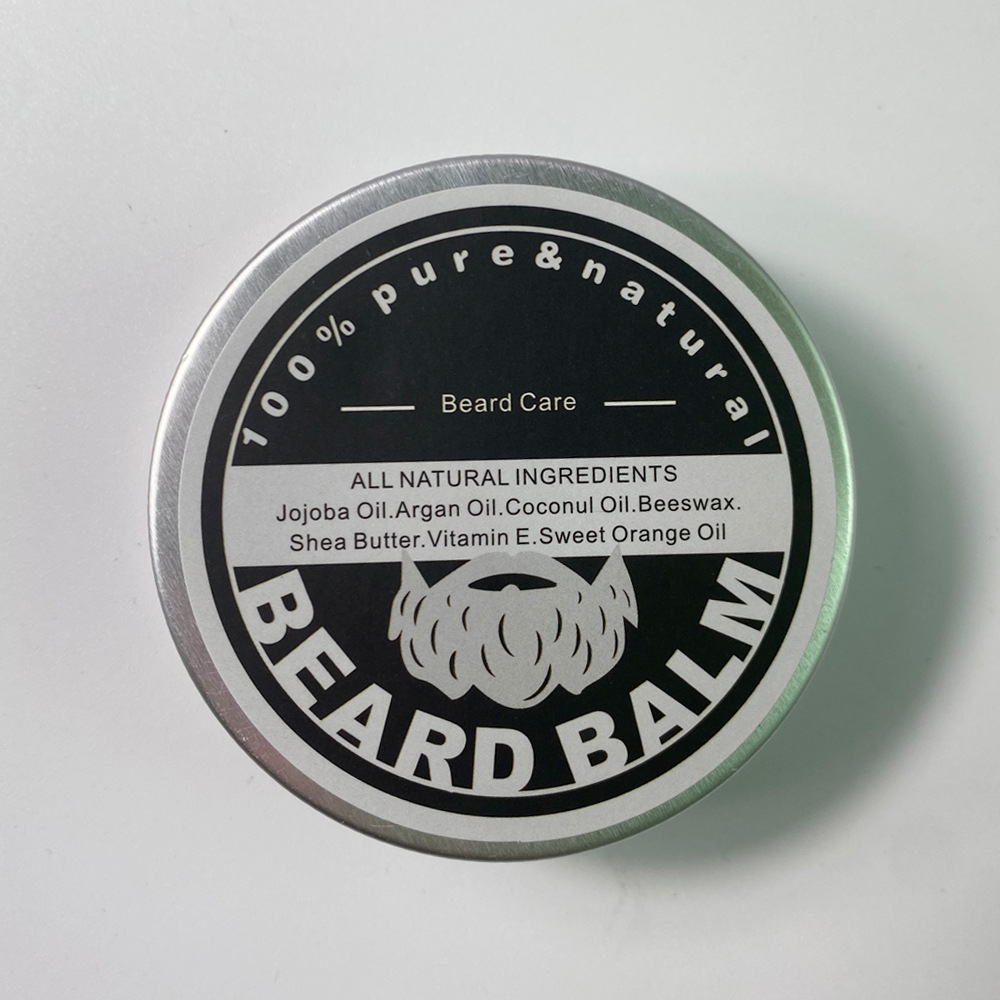 100% pure&natural
Beard Care
ALL NATURAL INGREDIENTS
Jojoba Oil.Argan Oil.Coconul Oil.Beeswax.
Shea Butter.Vitamin E.Sweet Orange Oil
BEARD BALM